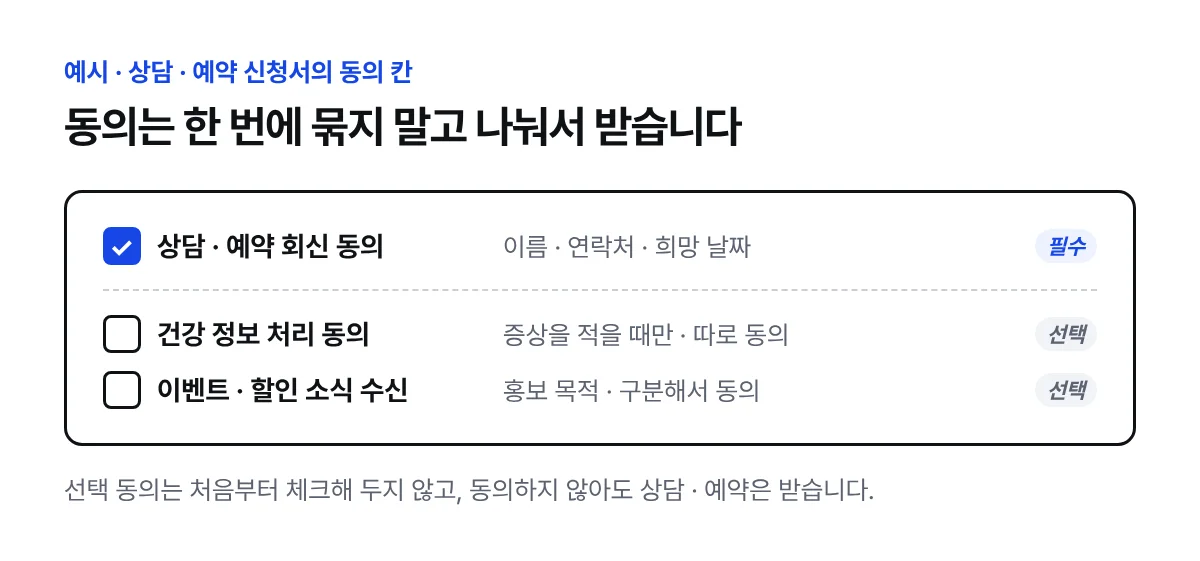 예시 · 상담 · 예약 신청서의 동의 칸
동의는 한 번에 묶지 말고 나눠서 받습니다
상담 · 예약 회신 동의 이름 · 연락처 · 희망 날짜 필수
건강 정보 처리 동의 증상을 적을 때만 · 따로 동의 선택
이벤트 · 할인 소식 수신 홍보 목적 · 구분해서 동의 선택
선택 동의는 처음부터 체크해 두지 않고, 동의하지 않아도 상담 · 예약은 받습니다.